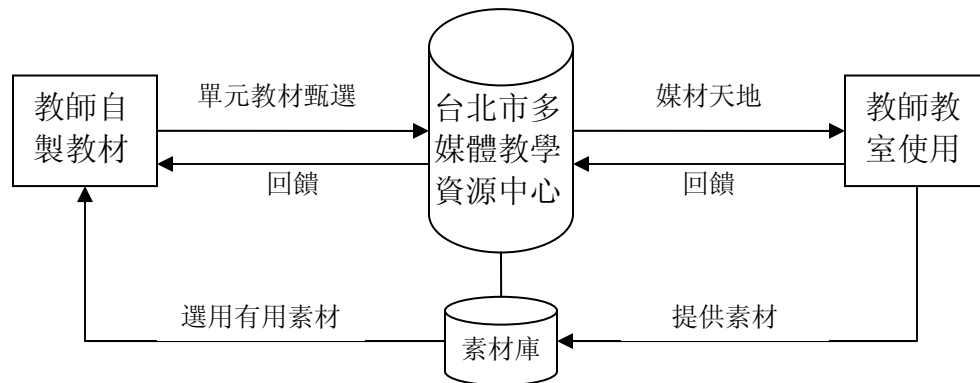 教師自
製教材
單元教材甄選
回饋
台北市多
媒體教學
資源中心
媒材天地
回饋
教師教
室使用
選用有用素材
素材庫
提供素材